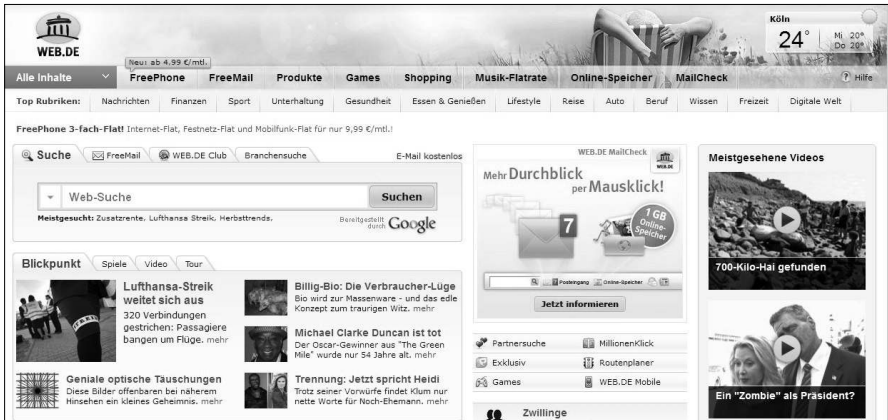 WEB.DE
Köln
24°
Mi 20°
Do 20°
Neu: ab 4.99 €/mtl.
Alle Inhalte
FreePhone
FreeMail
Produkte
Games
Shopping
Musik-Flatrate
Online-Speicher
MailCheck
? Hilfe
Top Rubriken: Nachrichten Finanzen Sport Unterhaltung Gesundheit Essen & Genießen Lifestyle Reise Auto Beruf Wissen Freizeit Digitale Welt
FreePhone 3-fach-Flat! Internet-Flat, Festnetz-Flat und Mobilfunk-Flat für nur 9,99 €/mtl.!
Suche FreeMail WEB.DE Club Branchensuche E-Mail kostenlos
Web-Suche Suchen
Meistgesucht: Zusatzrente, Lufthansa Streik, Herbsttrends.
Bereitgestellt
durch Google
Blickpunkt Spiele Video Tour
Lufthansa-Streik
weitet sich aus
320 Verbindungen
gestrichen: Passagiere
bangen um Flüge. mehr
Geniale optische Täuschungen
Diese Bilder offenbaren bei näherem
Hinsehen ein kleines Geheimnis. mehr
Billig-Bio: Die Verbraucher-Lüge
Bio wird zur Massenware - und das edle
Konzept zum traurigen Witz. mehr
Michael Clarke Duncan ist tot
Der Oscar-Gewinner aus "The Green
Mile" wurde nur 54 Jahre alt. mehr
Trennung: Jetzt spricht Heidi
Trotz seiner Vorwürfe findet Klum nur
nette Worte für Noch-Ehemann. mehr
WEB.DE MailCheck
WEB.DE
Mehr Durchblick
per Mausklick!
7
1 GB
Online-
Speicher
Posteingang Online-Speicher
Jetzt informieren
Partnersuche MillionenKlick
Exklusiv Routenplaner
Games WEB.DE Mobile
Zwillinge
Meistgesehene Videos
700-Kilo-Hai gefunden
Ein "Zombie" als Präsident?